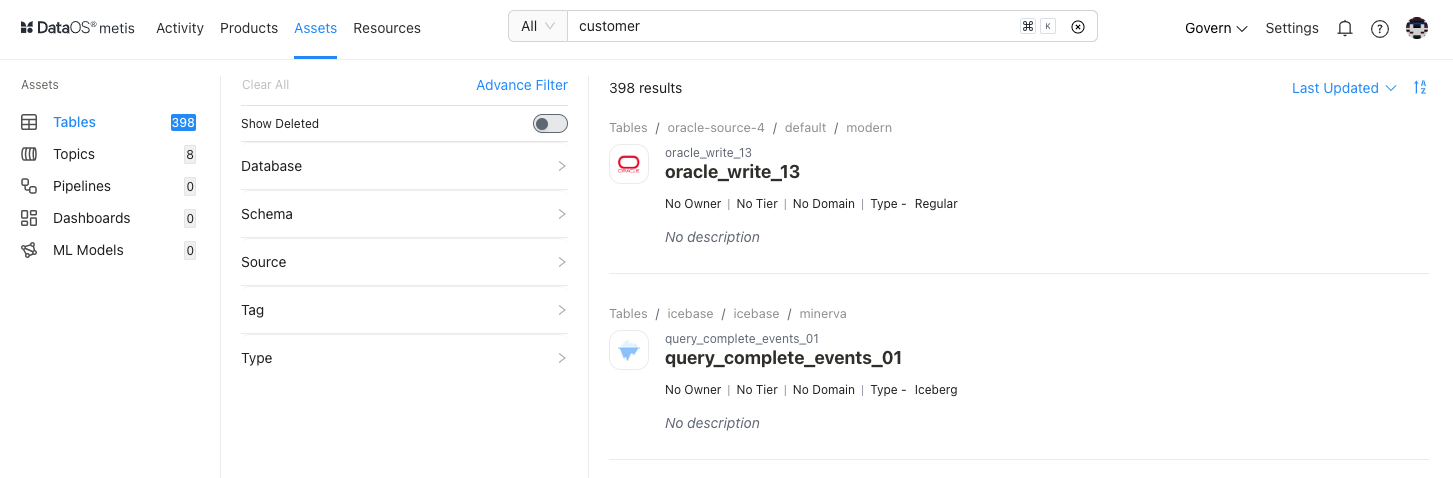 DataOS® metis Activity Products Assets Resources All customer ⌘ K Govern Settings
Assets
Tables 398
Topics 8
Pipelines 0
Dashboards 0
ML Models 0
Clear All Advance Filter
Show Deleted
Database
Schema
Source
Tag
Type
398 results Last Updated
Tables / oracle-source-4 / default / modern
ORACLE
oracle_write_13
oracle_write_13
No Owner | No Tier | No Domain | Type - Regular
No description
Tables / icebase / icebase / minerva
query_complete_events_01
query_complete_events_01
No Owner | No Tier | No Domain | Type - Iceberg
No description